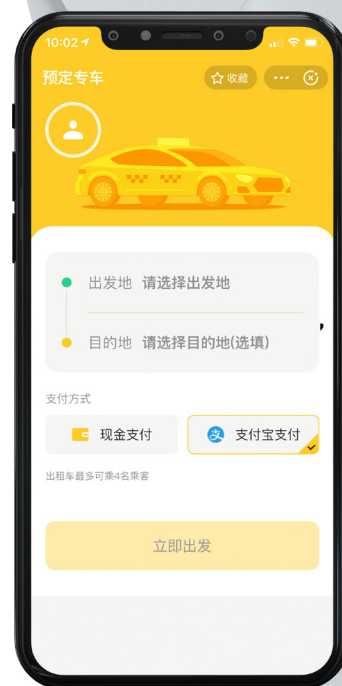 10:02
预定专车
收藏
出发地 请选择出发地
目的地 请选择目的地(选填)
支付方式
现金支付
支 支付宝支付
出租车最多可乘4名乘客
立即出发